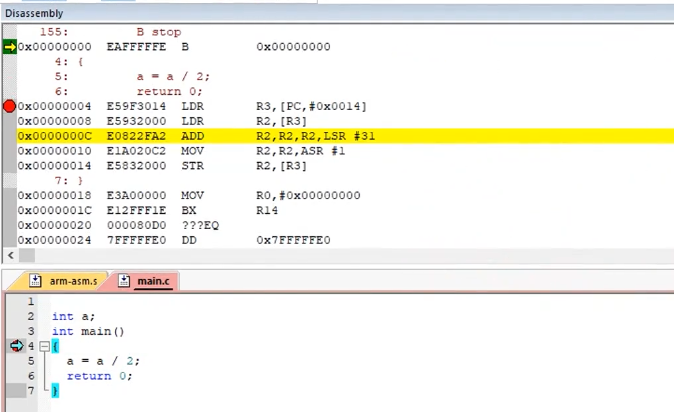 Disassembly
155: B stop
0x00000000 EAFFFFFE B 0x00000000
4: {
5: a = a / 2;
6: return 0;
0x00000004 E59F3014 LDR R3,[PC,#0x0014]
0x00000008 E5932000 LDR R2,[R3]
0x0000000C E0822FA2 ADD R2,R2,R2,LSR #31
0x00000010 E1A020C2 MOV R2,R2,ASR #1
0x00000014 E5832000 STR R2,[R3]
7: }
0x00000018 E3A00000 MOV R0,#0x00000000
0x0000001C E12FFF1E BX R14
0x00000020 000080D0 ???EQ
0x00000024 7FFFFFE0 DD 0x7FFFFFE0
arm-asm.s main.c
1
2 int a;
3 int main()
4 {
5 a = a / 2;
6 return 0;
7 }